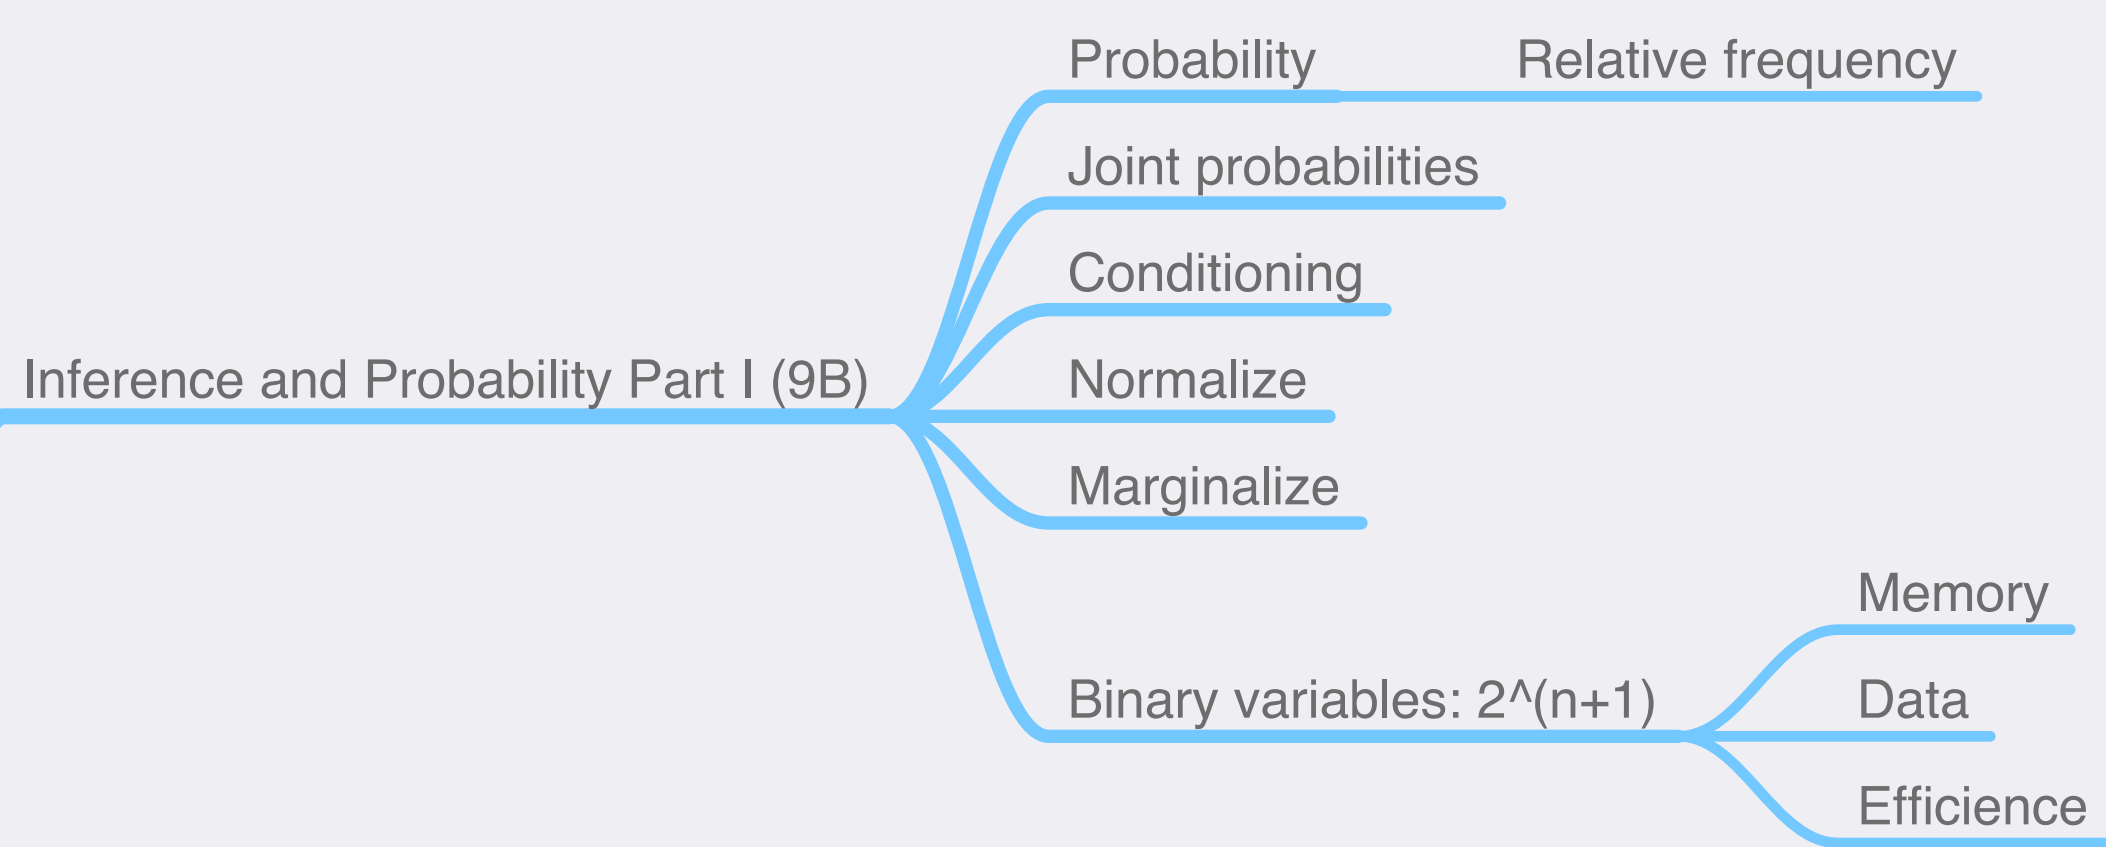 Probability
Relative frequency
Joint probabilities
Conditioning
Inference and Probability Part I (9B)
Normalize
Marginalize
Memory
Binary variables: 2^(n+1)
Data
Efficience